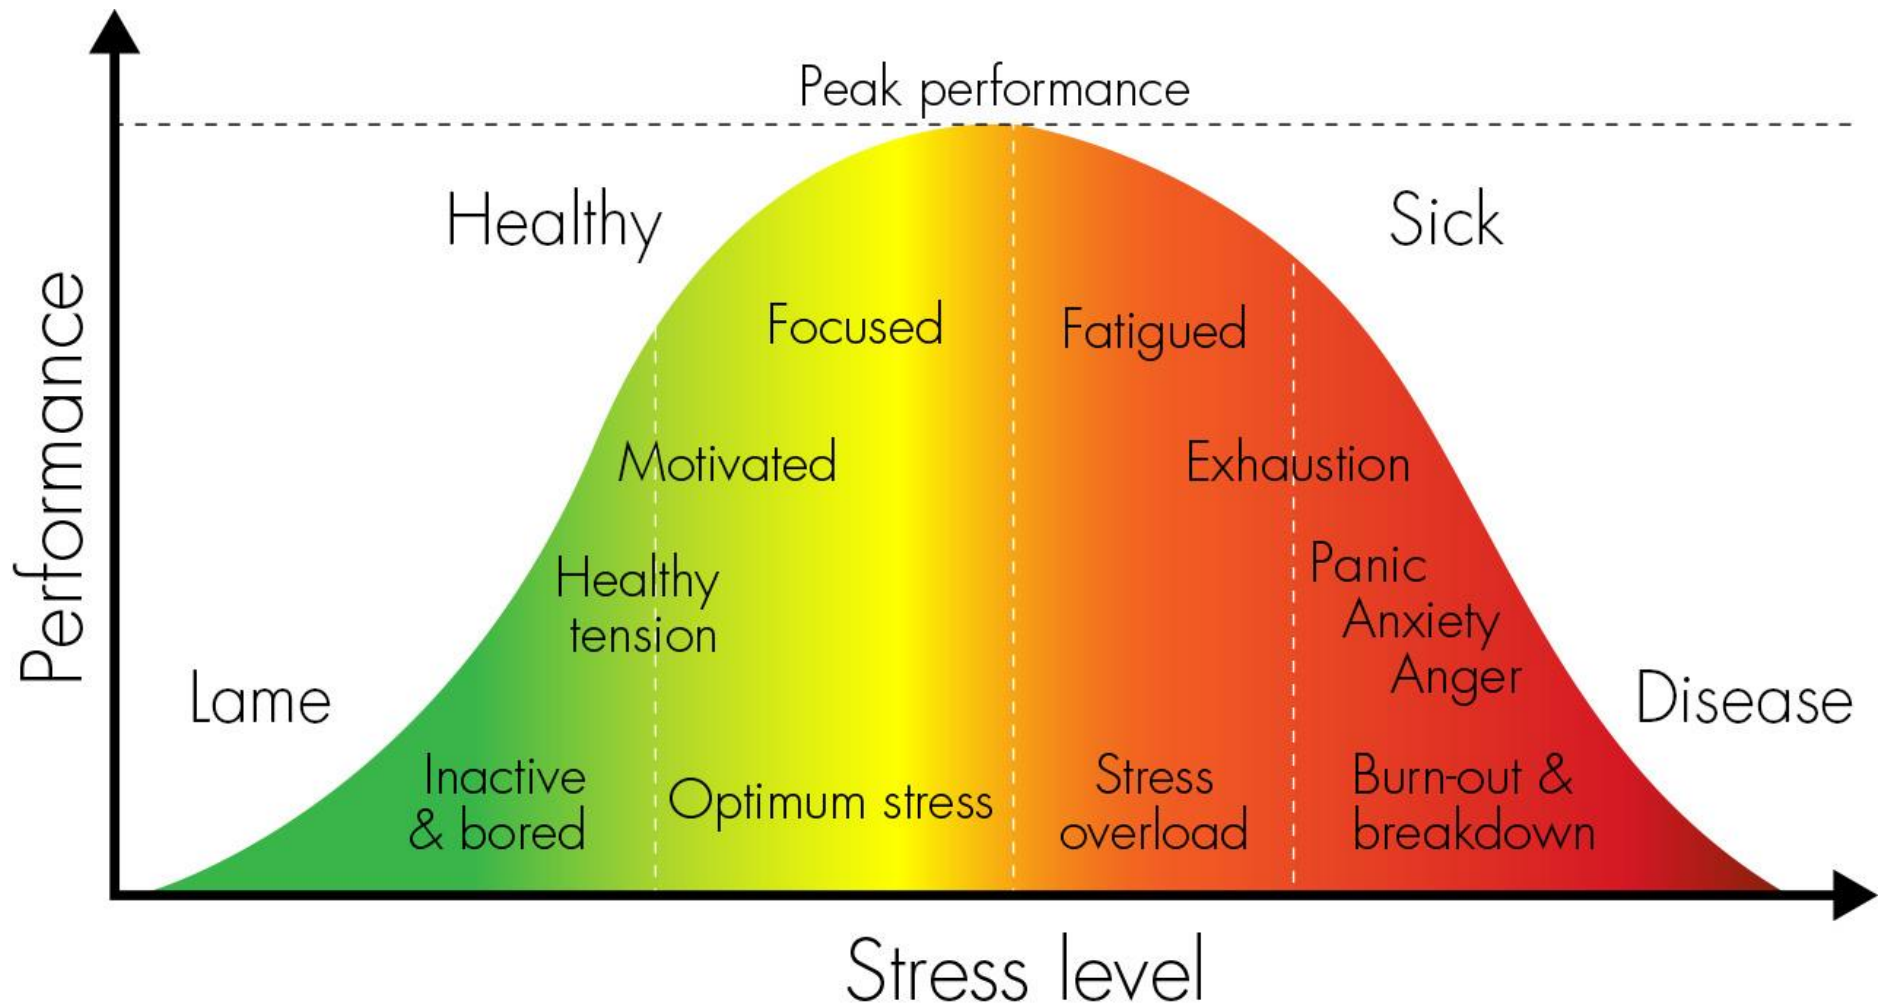 Peak performance
Healthy
Sick
Focused
Fatigued
Motivated
Exhaustion
Healthy
tension
Panic
Anxiety
Anger
Lame
Disease
Inactive
& bored
Optimum stress
Stress
overload
Burn-out &
breakdown
Performance
Stress level